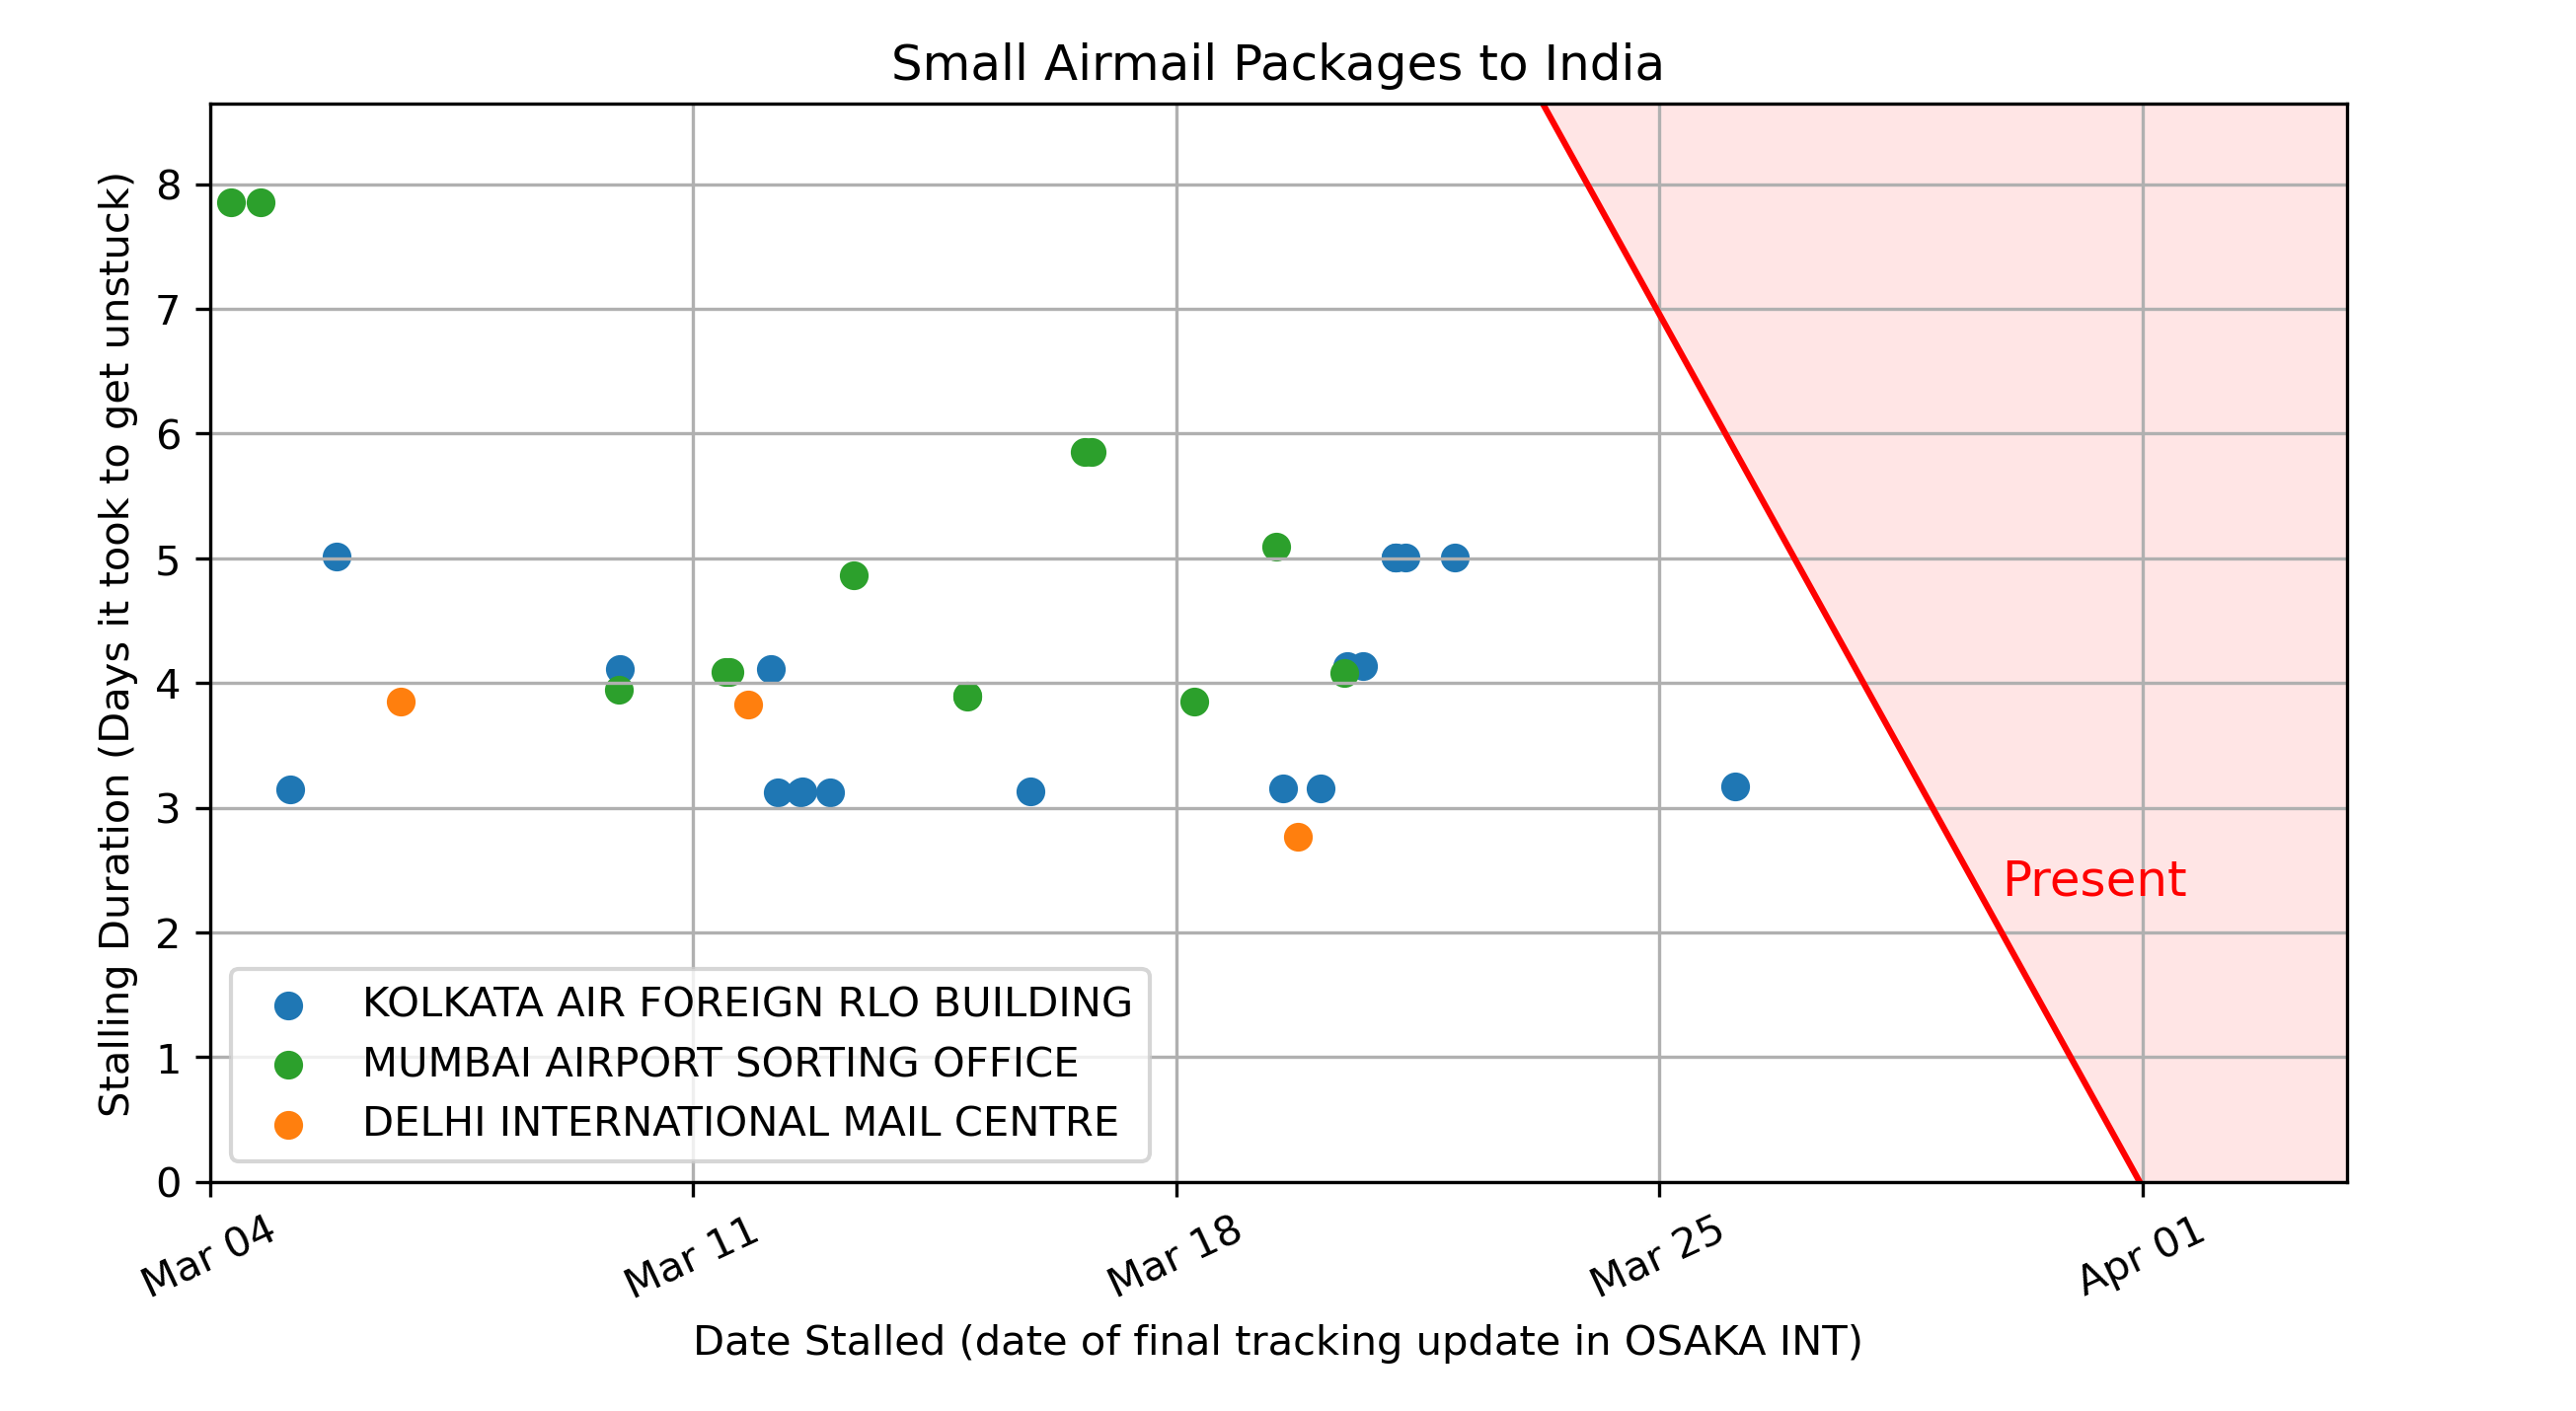 Small Airmail Packages to India
Stalling Duration (Days it took to get unstuck)
8
7
6
5
4
3
2
1
0
Present
KOLKATA AIR FOREIGN RLO BUILDING
MUMBAI AIRPORT SORTING OFFICE
DELHI INTERNATIONAL MAIL CENTRE
Mar 04
Mar 11
Mar 18
Mar 25
Apr 01
Date Stalled (date of final tracking update in OSAKA INT)